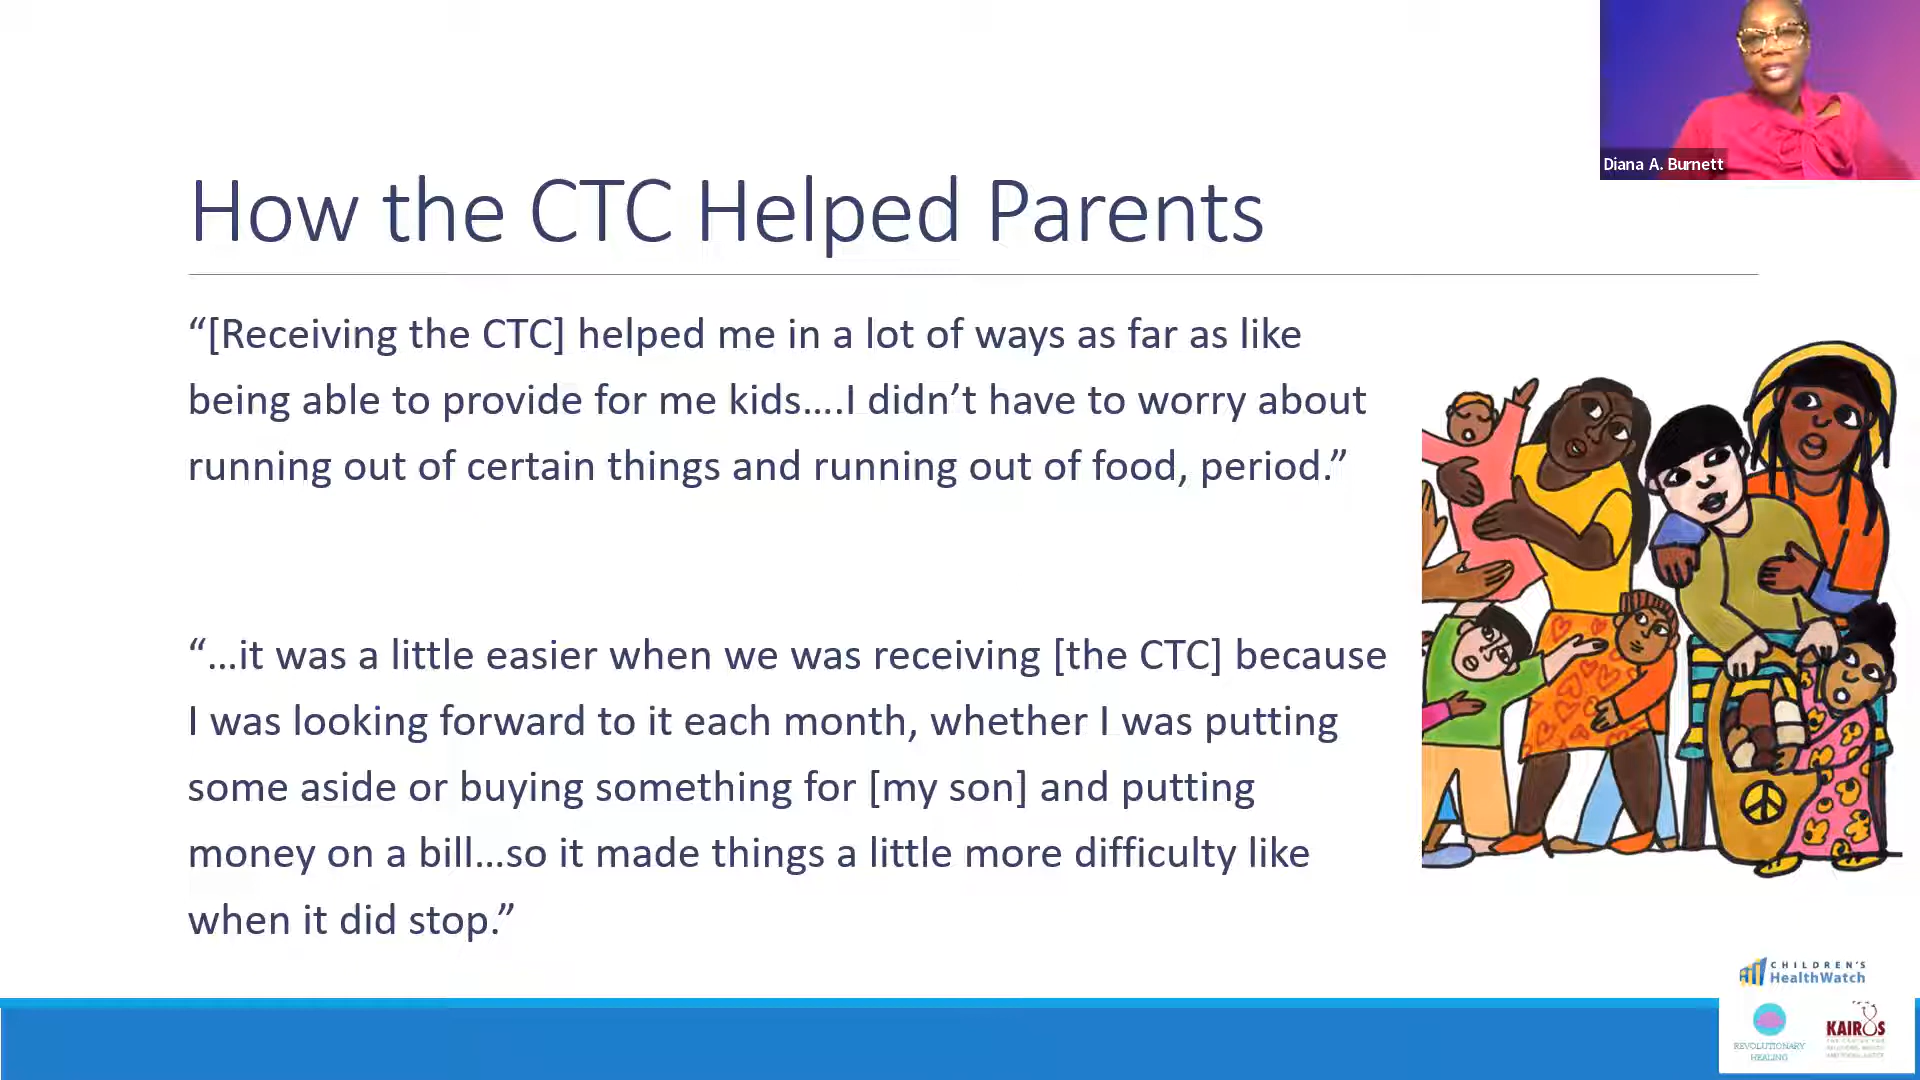 Diana A. Burnett
How the CTC Helped Parents
“[Receiving the CTC] helped me in a lot of ways as far as like
being able to provide for me kids....I didn’t have to worry about
running out of certain things and running out of food, period.”
“...it was a little easier when we was receiving [the CTC] because
I was looking forward to it each month, whether I was putting
some aside or buying something for [my son] and putting
money on a bill...so it made things a little more difficulty like
when it did stop.”
CHILDREN'S
HealthWatch
REVOLUTIONARY
HEALING
KAIROS